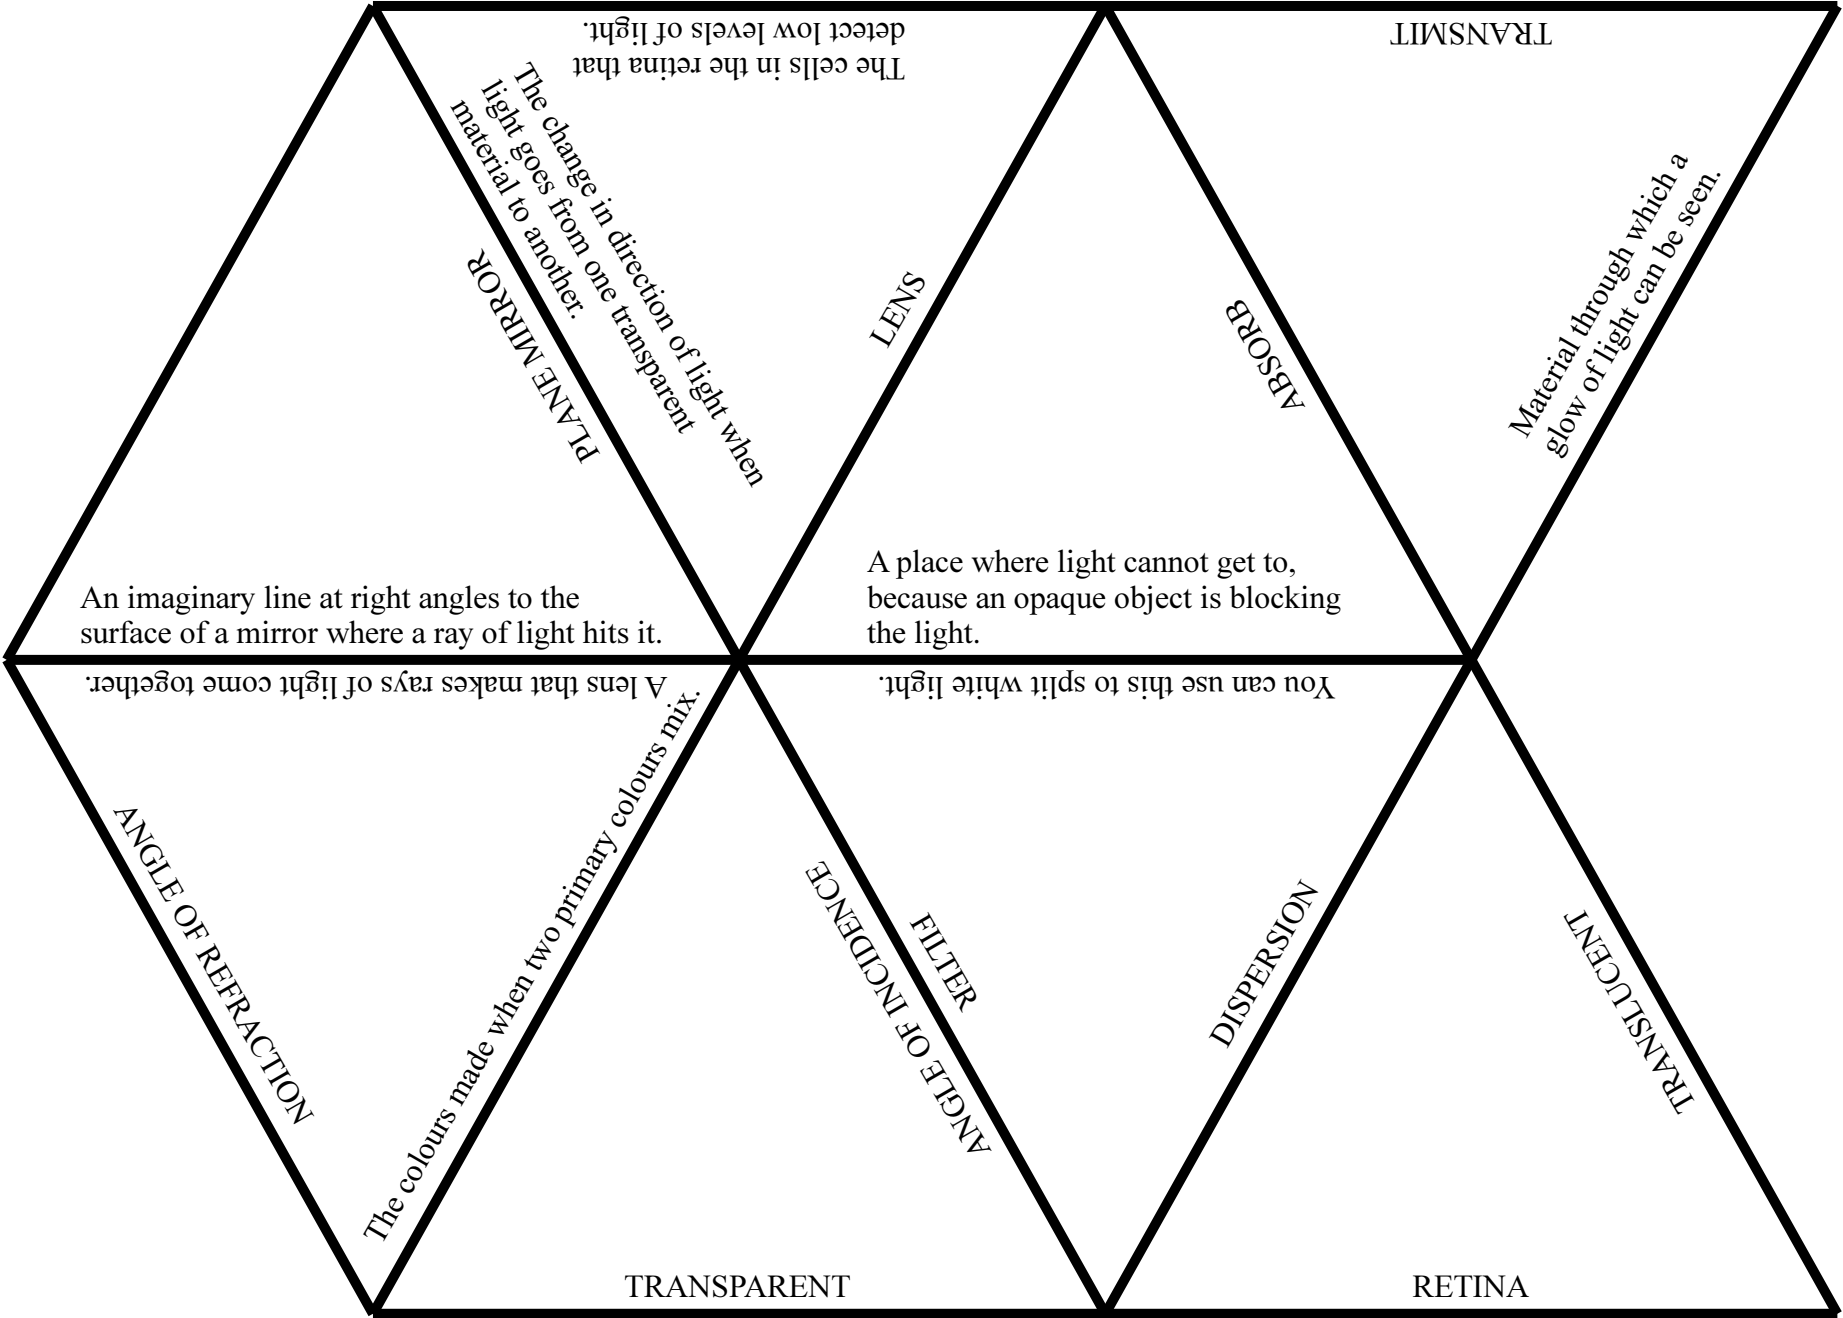 The cells in the retina that
detect low levels of light.
TRANSMIT
The change in direction of light when
light goes from one transparent
material to another.
PLANE MIRROR
LENS
ABSORB
Material through which a
glow of light can be seen.
An imaginary line at right angles to the
surface of a mirror where a ray of light hits it.
A place where light cannot get to,
because an opaque object is blocking
the light.
A lens that makes rays of light come together.
You can use this to split white light.
ANGLE OF REFRACTION
The colours made when two primary colours mix.
ANGLE OF INCIDENCE
FILTER
DISPERSION
TRANSLUCENT
TRANSPARENT
RETINA